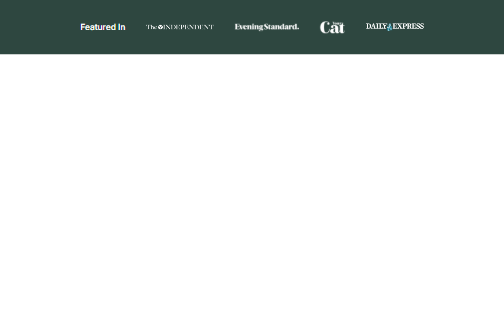 Featured In
The INDEPENDENT
Evening Standard.
Cat
DAILY EXPRESS